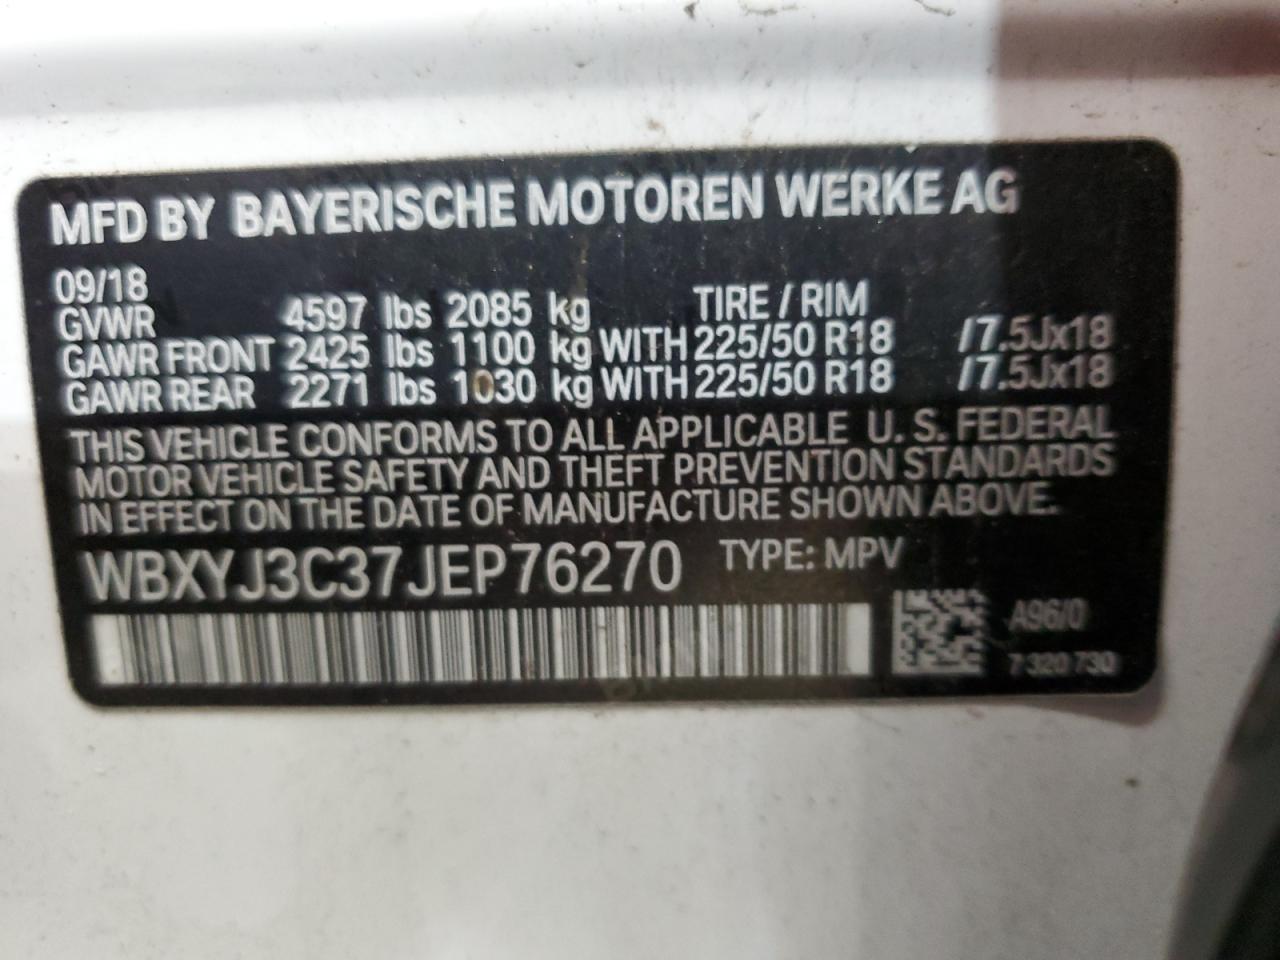 MFD BY BAYERISCHE MOTOREN WERKE AG
09/18
GVWR 4597 lbs 2085 kg TIRE / RIM
GAWR FRONT 2425 lbs 1100 kg WITH 225/50 R18 /7.5Jx18
GAWR REAR 2271 lbs 1030 kg WITH 225/50 R18 /7.5Jx18
THIS VEHICLE CONFORMS TO ALL APPLICABLE U. S. FEDERAL
MOTOR VEHICLE SAFETY AND THEFT PREVENTION STANDARDS
IN EFFECT ON THE DATE OF MANUFACTURE SHOWN ABOVE.
WBXYJ3C37JEP76270 TYPE: MPV
A96/0
7 320 730